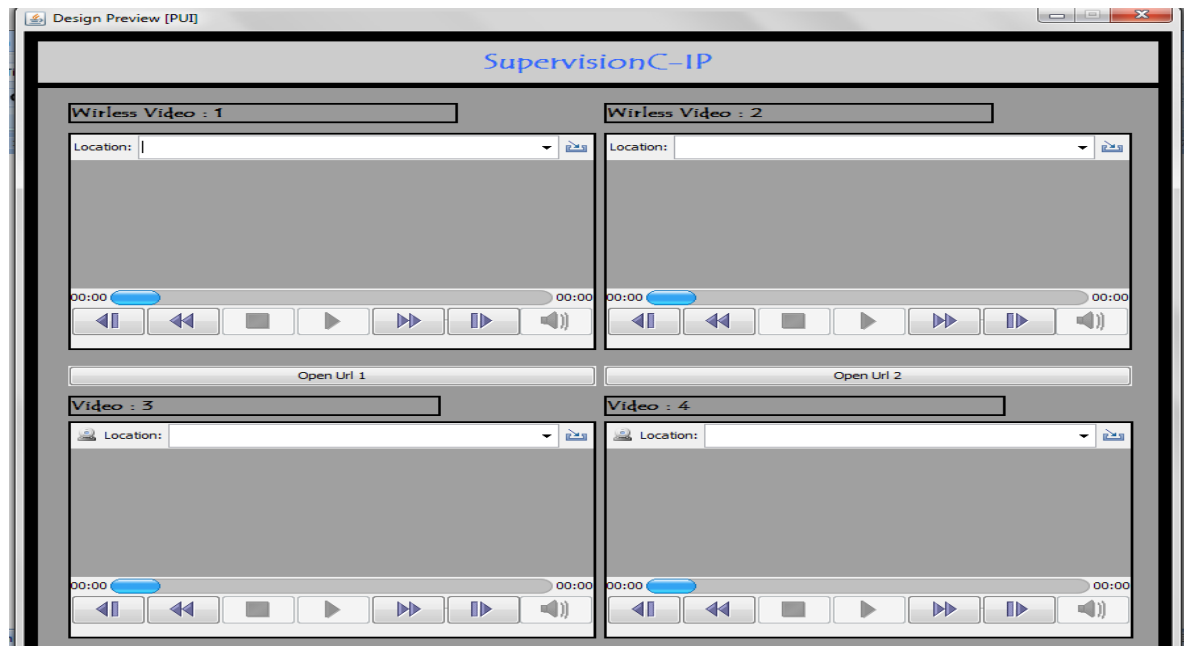 Design Preview [PUI]
SupervisionC-IP
Wirless Video : 1
Wirless Video : 2
Location:
Location:
00:00 00:00
00:00 00:00
Open Url 1
Open Url 2
Video : 3
Video : 4
Location:
Location:
00:00 00:00
00:00 00:00